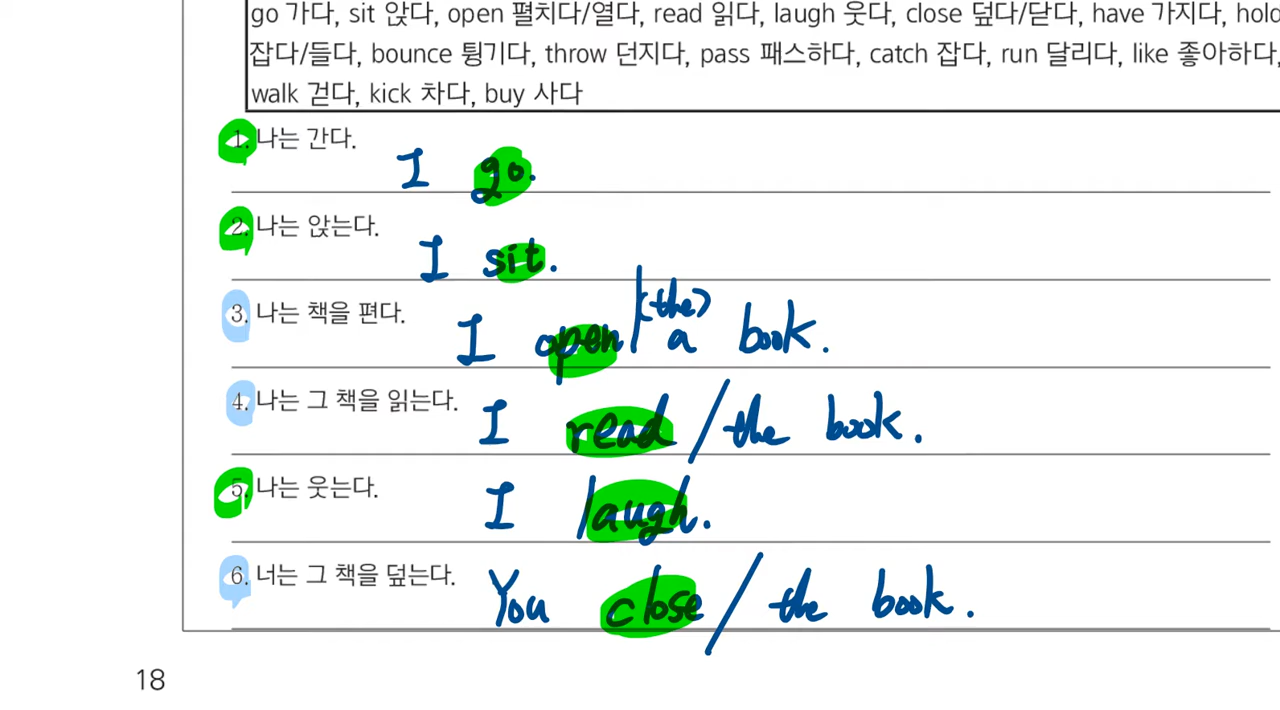 go 가다, sit 앉다, open 펼치다/열다, read 읽다, laugh 웃다, close 덮다/닫다, have 가지다, hold
잡다/들다, bounce 튕기다, throw 던지다, pass 패스하다, catch 잡다, run 달리다, like 좋아하다,
walk 걷다, kick 차다, buy 사다
1. 나는 간다.
I go.
2. 나는 앉는다.
I sit.
3. 나는 책을 편다.
(the)
I open / a book.
4. 나는 그 책을 읽는다.
I read / the book.
5. 나는 웃는다.
I laugh.
6. 너는 그 책을 덮는다.
You close / the book.
18